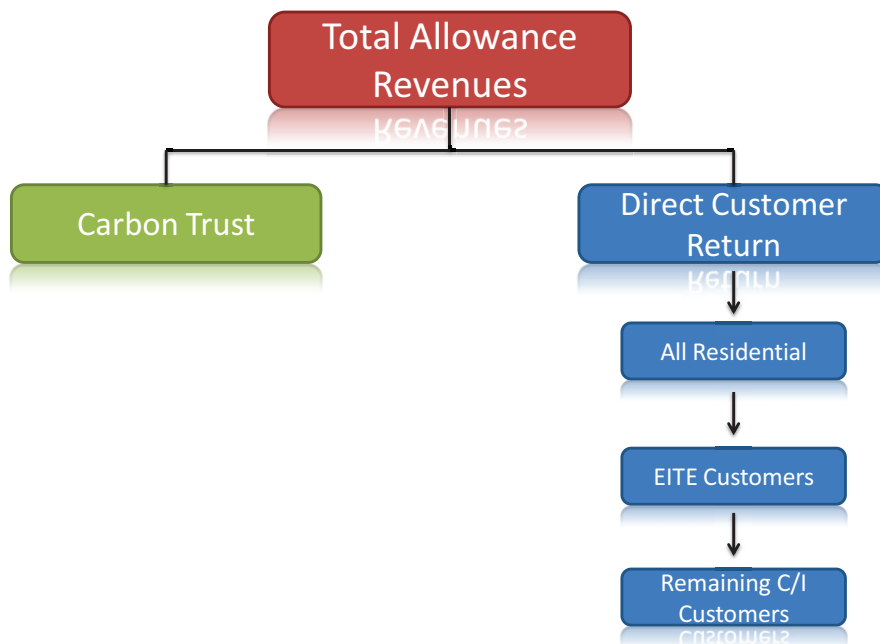 Total Allowance
Revenues
Carbon Trust
Direct Customer
Return
All Residential
EITE Customers
Remaining C/I
Customers